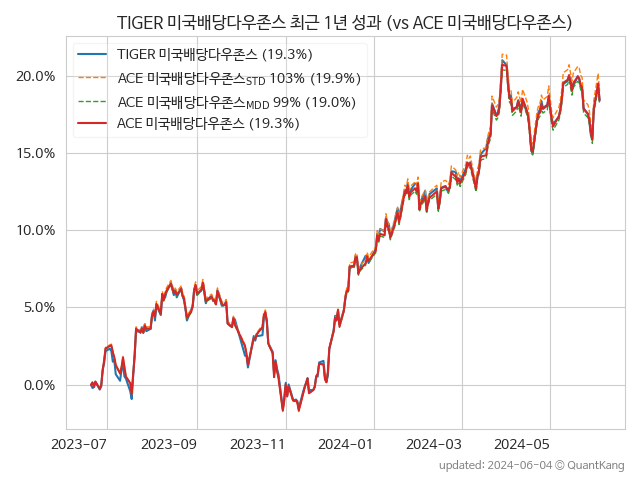 TIGER 미국배당다우존스 최근 1년 성과 (vs ACE 미국배당다우존스)
TIGER 미국배당다우존스 (19.3%)
ACE 미국배당다우존스STD 103% (19.9%)
ACE 미국배당다우존스MDD 99% (19.0%)
ACE 미국배당다우존스 (19.3%)
20.0%
15.0%
10.0%
5.0%
0.0%
2023-07 2023-09 2023-11 2024-01 2024-03 2024-05
updated: 2024-06-04 © QuantKang